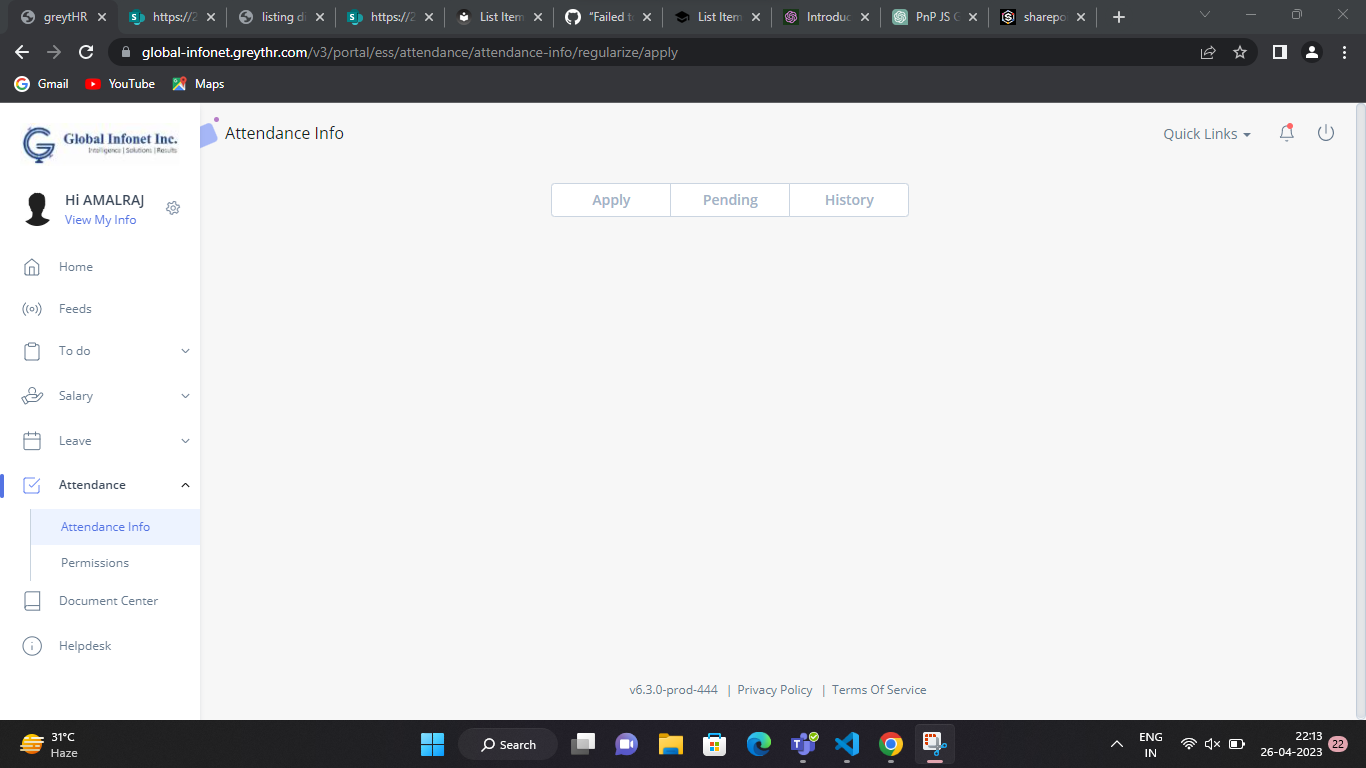 greytHR
https://2
listing di
https://2
List Item
"Failed t
List Item
Introduc
PnP JS G
sharepo
global-infonet.greythr.com/v3/portal/ess/attendance/attendance-info/regularize/apply
Gmail
YouTube
Maps
Global Infonet Inc.
Intelligence | Solutions | Results
Attendance Info
Quick Links
Hi AMALRAJ
View My Info
Apply
Pending
History
Home
Feeds
To do
Salary
Leave
Attendance
Attendance Info
Permissions
Document Center
Helpdesk
v6.3.0-prod-444 | Privacy Policy | Terms Of Service
31°C
Haze
Search
ENG
IN
22:13
26-04-2023
22